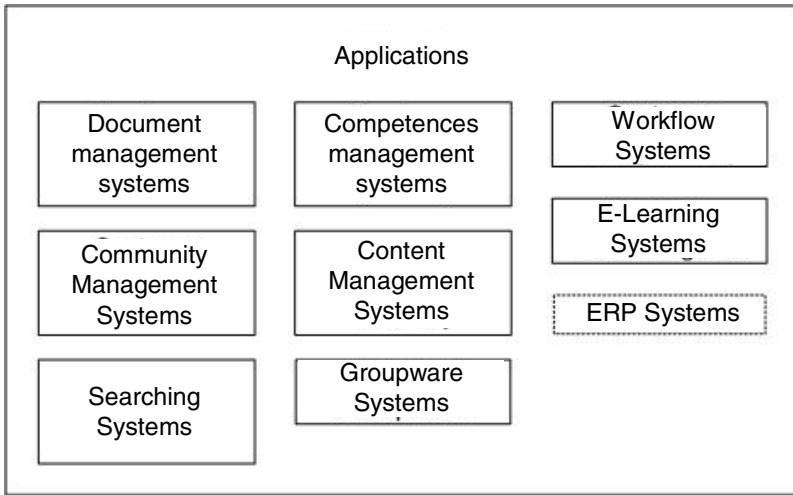 Applications
Document
management
systems
Competences
management
systems
Workflow
Systems
Community
Management
Systems
Content
Management
Systems
E-Learning
Systems
ERP Systems
Searching
Systems
Groupware
Systems